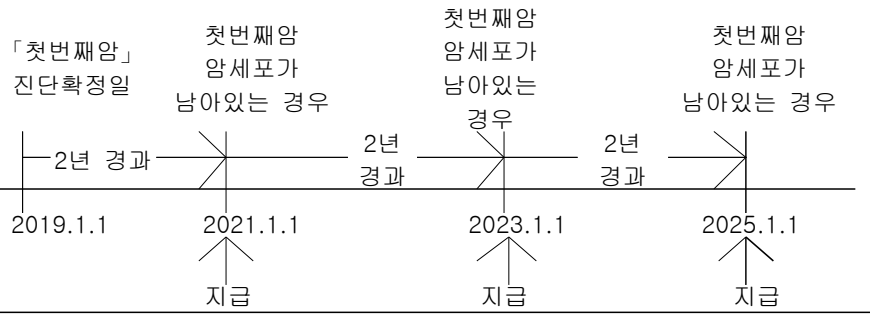 「첫번째암」
진단확정일
첫번째암
암세포가
남아있는 경우
첫번째암
암세포가
남아있는
경우
첫번째암
암세포가
남아있는 경우
2년 경과
2년
경과
2년
경과
2019.1.1
2021.1.1
2023.1.1
2025.1.1
지급
지급
지급